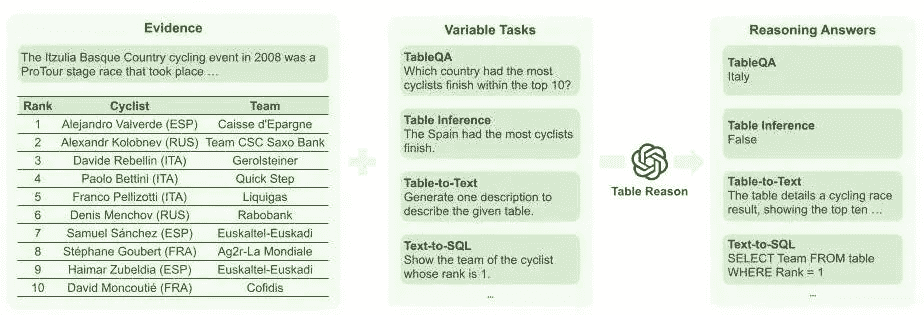 Evidence
The Itzulia Basque Country cycling event in 2008 was a
ProTour stage race that took place ...
Rank Cyclist Team
1 Alejandro Valverde (ESP) Caisse d'Epargne
2 Alexandr Kolobnev (RUS) Team CSC Saxo Bank
3 Davide Rebellin (ITA) Gerolsteiner
4 Paolo Bettini (ITA) Quick Step
5 Franco Pellizotti (ITA) Liquigas
6 Denis Menchov (RUS) Rabobank
7 Samuel Sánchez (ESP) Euskaltel-Euskadi
8 Stéphane Goubert (FRA) Ag2r-La Mondiale
9 Haimar Zubeldia (ESP) Euskaltel-Euskadi
10 David Moncoutié (FRA) Cofidis
Variable Tasks
TableQA
Which country had the most
cyclists finish within the top 10?
Table Inference
The Spain had the most cyclists
finish.
Table-to-Text
Generate one description to
describe the given table.
Text-to-SQL
Show the team of the cyclist
whose rank is 1.
...
Table Reason
Reasoning Answers
TableQA
Italy
Table Inference
False
Table-to-Text
The table details a cycling race
result, showing the top ten ...
Text-to-SQL
SELECT Team FROM table
WHERE Rank = 1
...